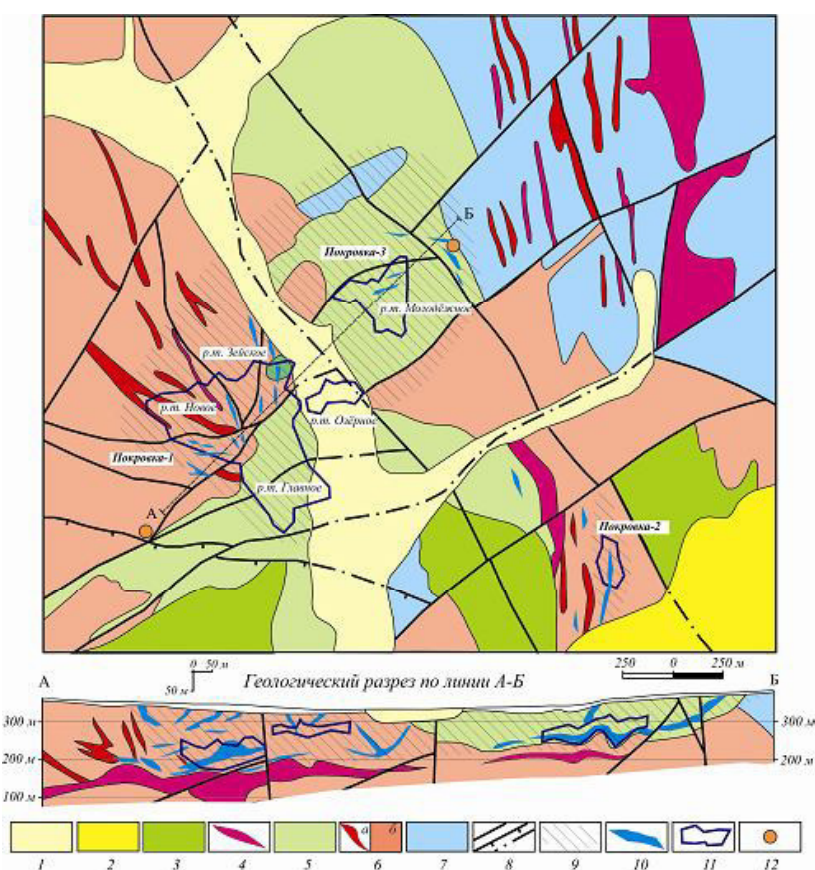 Б
Покровка-3
р.т. Молодёжное
р.т. Зейское
р.т. Новое
р.т. Озёрное
Покровка-1
р.т. Главное
А
Покровка-2
0 50 м
50 м
Геологический разрез по линии А-Б
250 0 250 м
А Б
300 м 300 м
200 м 200 м
100 м
а б
1 2 3 4 5 6 7 8 9 10 11 12